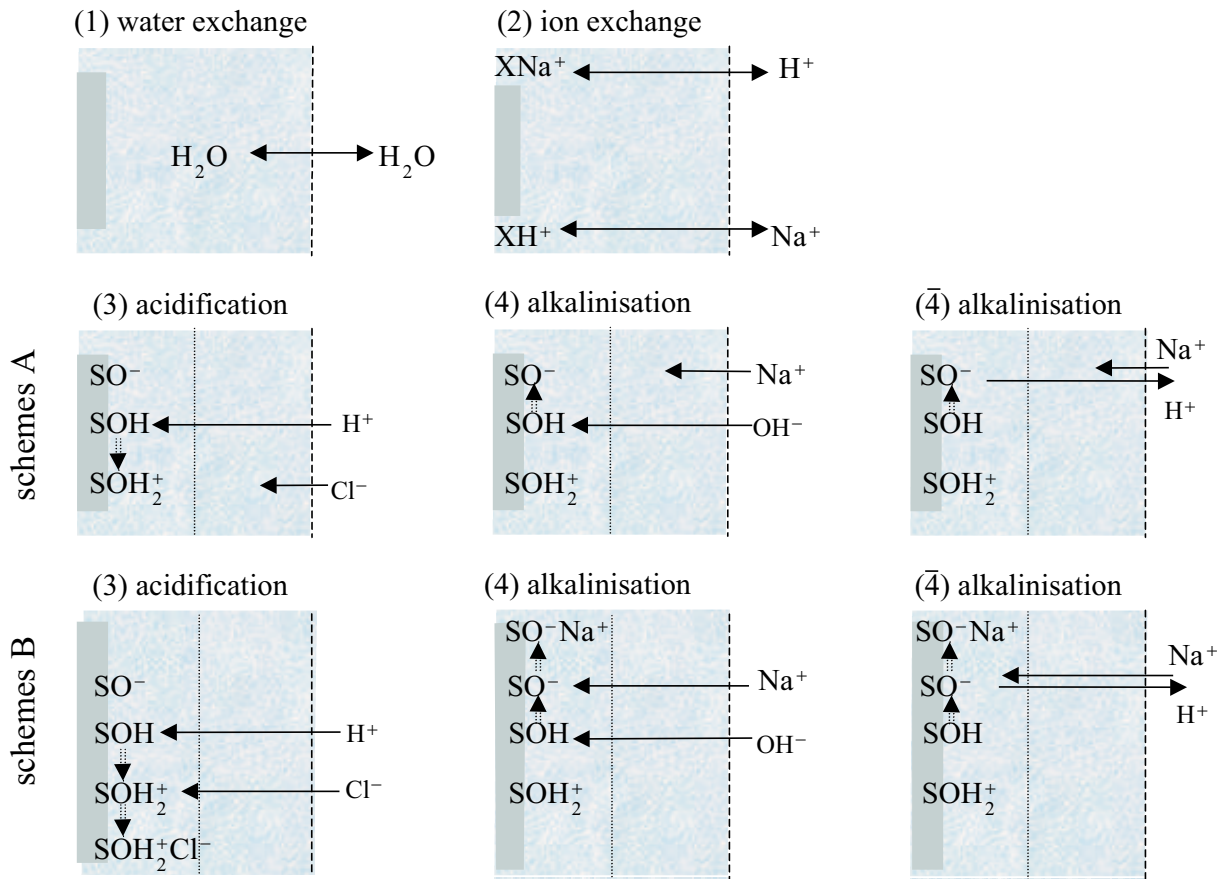 (1) water exchange
(2) ion exchange
XNa⁺
H⁺
H₂O
H₂O
XH⁺
Na⁺
schemes A
(3) acidification
SO⁻
SOH
H⁺
SOH₂⁺
Cl⁻
(4) alkalinisation
SO⁻
Na⁺
SOH
OH⁻
SOH₂⁺
(4̄) alkalinisation
Na⁺
SO⁻
H⁺
SOH
SOH₂⁺
schemes B
(3) acidification
SO⁻
SOH
H⁺
SOH₂⁺
Cl⁻
SOH₂⁺Cl⁻
(4) alkalinisation
SO⁻Na⁺
SO⁻
Na⁺
SOH
OH⁻
SOH₂⁺
(4̄) alkalinisation
SO⁻Na⁺
Na⁺
SO⁻
H⁺
SOH
SOH₂⁺